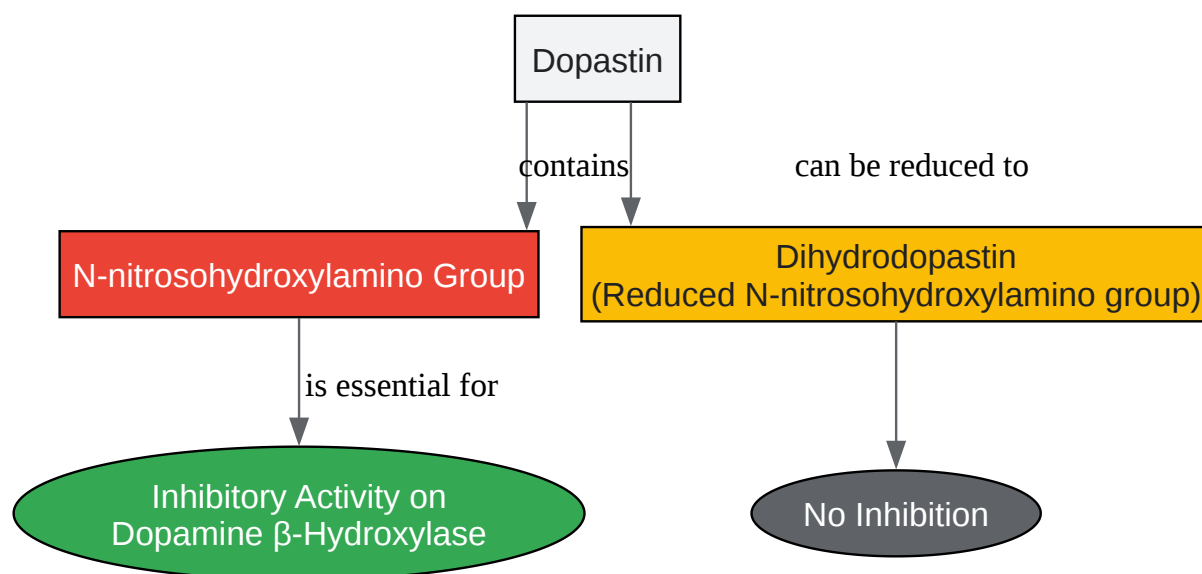 Dopastin
contains
can be reduced to
N-nitrosohydroxylamino Group
Dihydrodopastin
(Reduced N-nitrosohydroxylamino group)
is essential for
Inhibitory Activity on
Dopamine β-Hydroxylase
No Inhibition